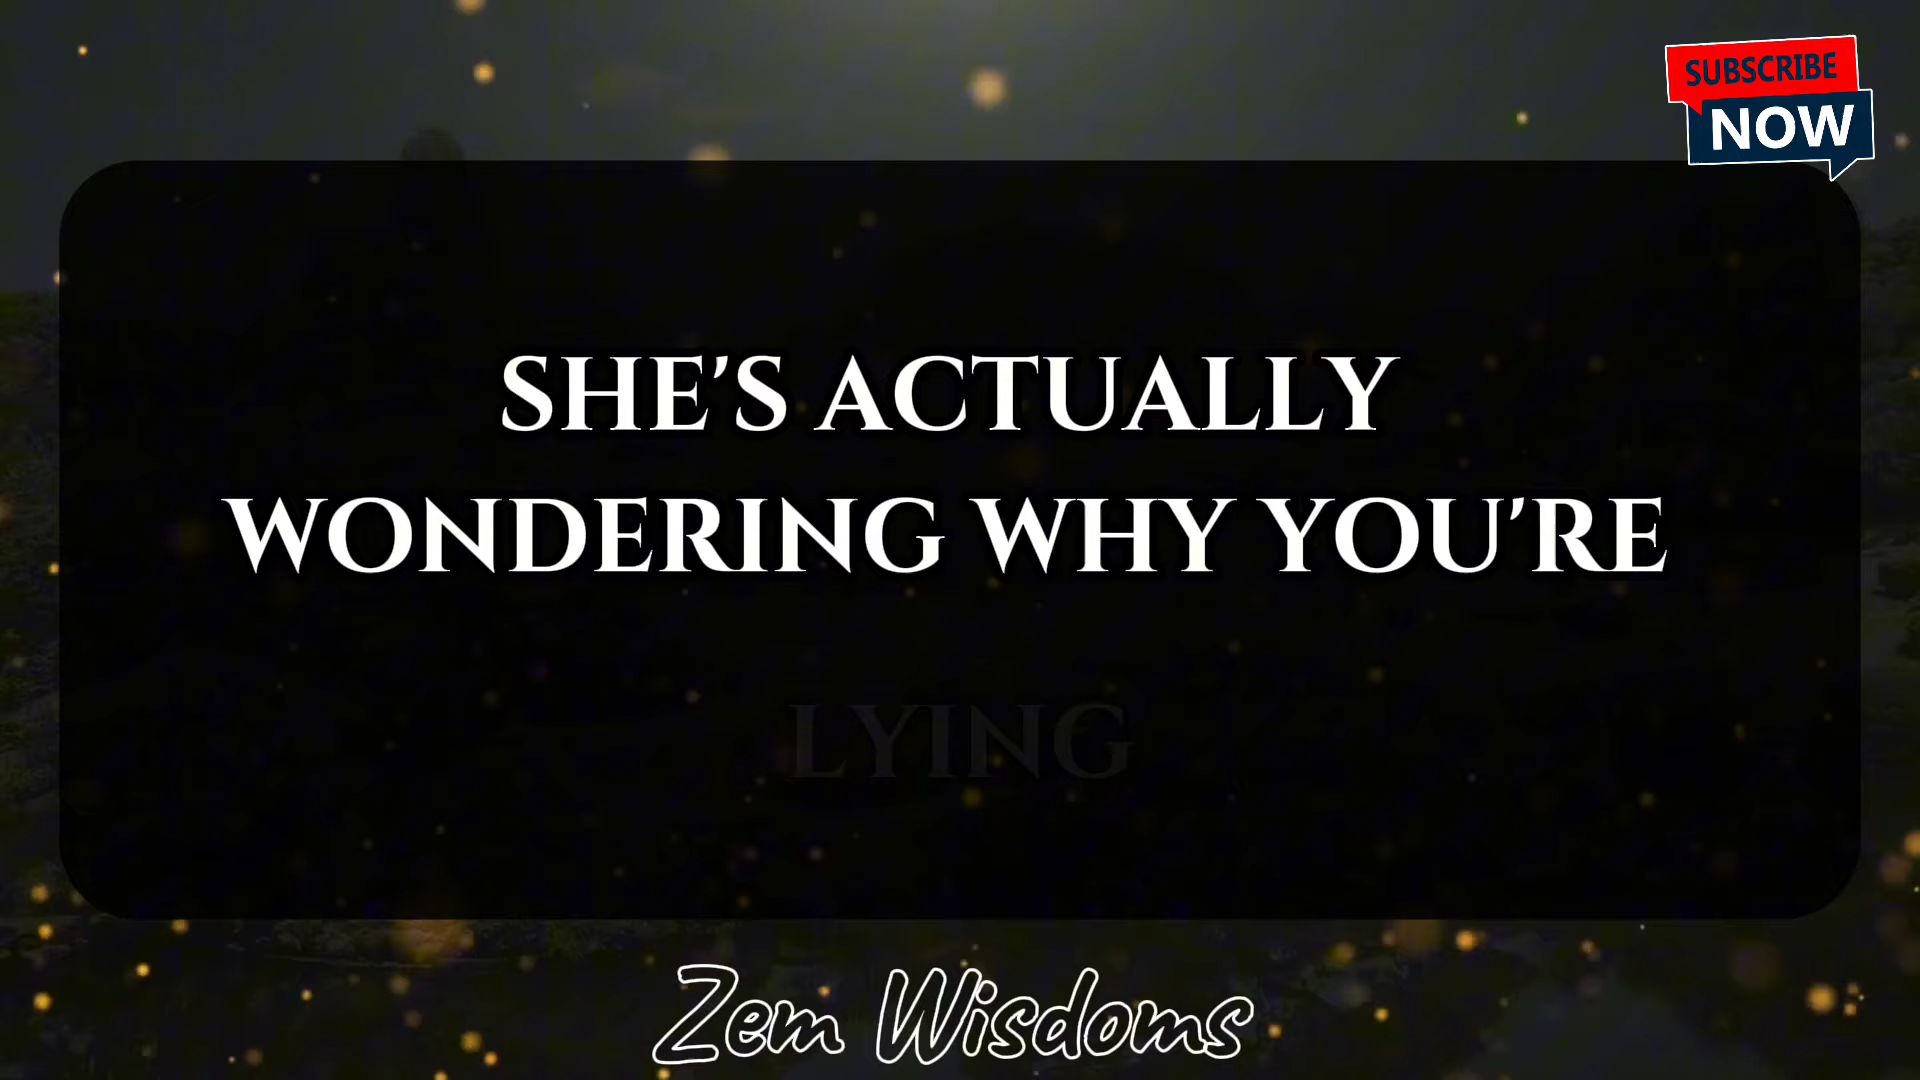 SUBSCRIBE
NOW
SHE'S ACTUALLY
WONDERING WHY YOU'RE
LYING
Zem Wisdoms